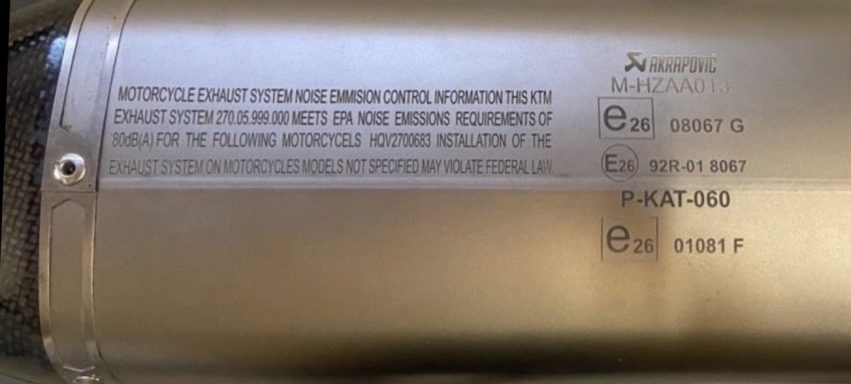 MOTORCYCLE EXHAUST SYSTEM NOISE EMMISION CONTROL INFORMATION THIS KTM
EXHAUST SYSTEM 270.05.999.000 MEETS EPA NOISE EMISSIONS REQUIREMENTS OF
80dB(A) FOR THE FOLLOWING MOTORCYCELS HQV2700683 INSTALLATION OF THE
EXHAUST SYSTEM ON MOTORCYCLES MODELS NOT SPECIFIED MAY VIOLATE FEDERAL LAW.
AKRAPOVIČ
M-HZAA013
e26 08067 G
E26 92R-01 8067
P-KAT-060
e26 01081 F